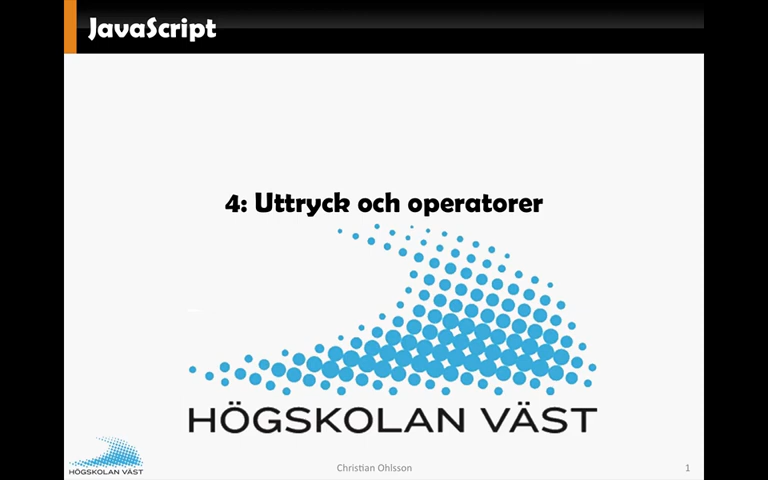 JavaScript
4: Uttryck och operatorer
HÖGSKOLAN VÄST
HÖGSKOLAN VÄST
Christian Ohlsson
1